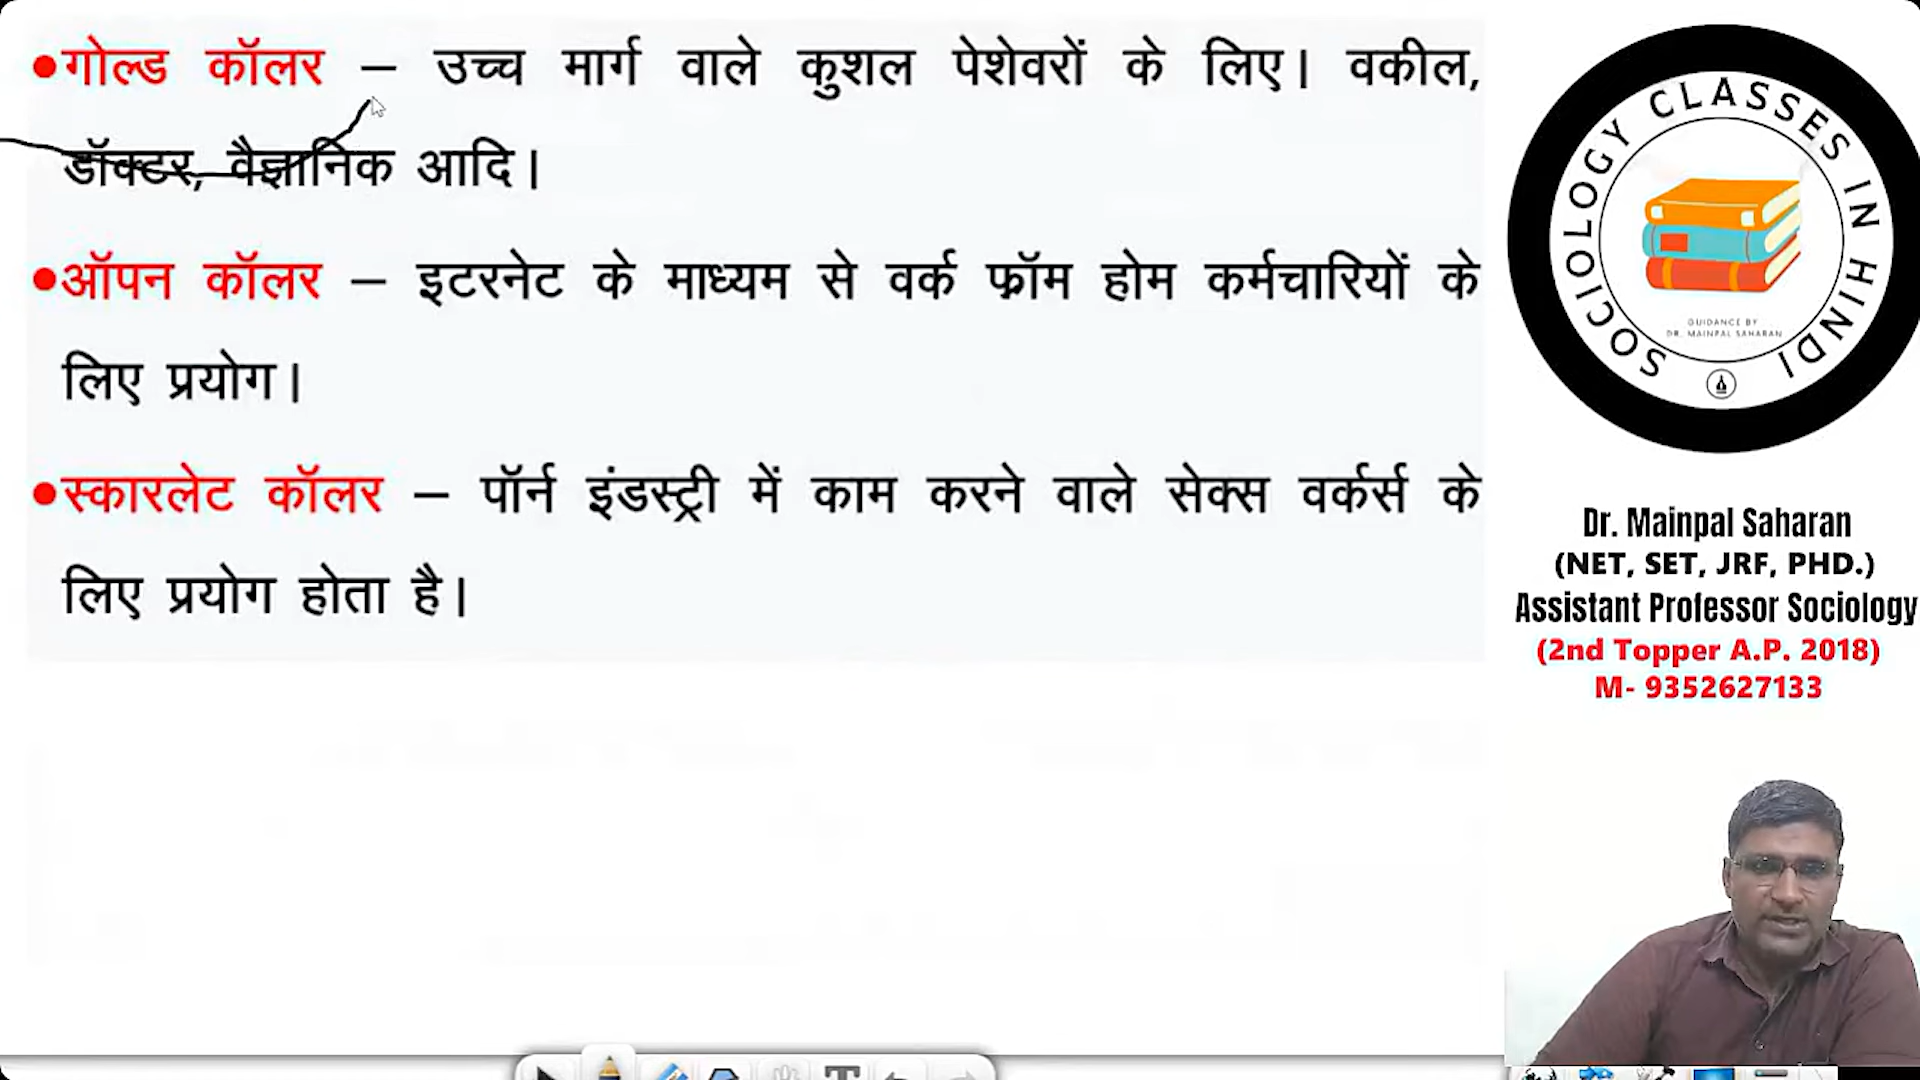 •गोल्ड कॉलर – उच्च मार्ग वाले कुशल पेशेवरों के लिए। वकील,
डॉक्टर, वैज्ञानिक आदि।
•ऑपन कॉलर – इटरनेट के माध्यम से वर्क फ्रॉम होम कर्मचारियों के
लिए प्रयोग।
•स्कारलेट कॉलर – पॉर्न इंडस्ट्री में काम करने वाले सेक्स वर्कर्स के
लिए प्रयोग होता है।
SOCIOLOGY CLASSES IN HINDI
GUIDANCE BY
DR. MAINPAL SAHARAN
Dr. Mainpal Saharan
(NET, SET, JRF, PHD.)
Assistant Professor Sociology
(2nd Topper A.P. 2018)
M- 9352627133